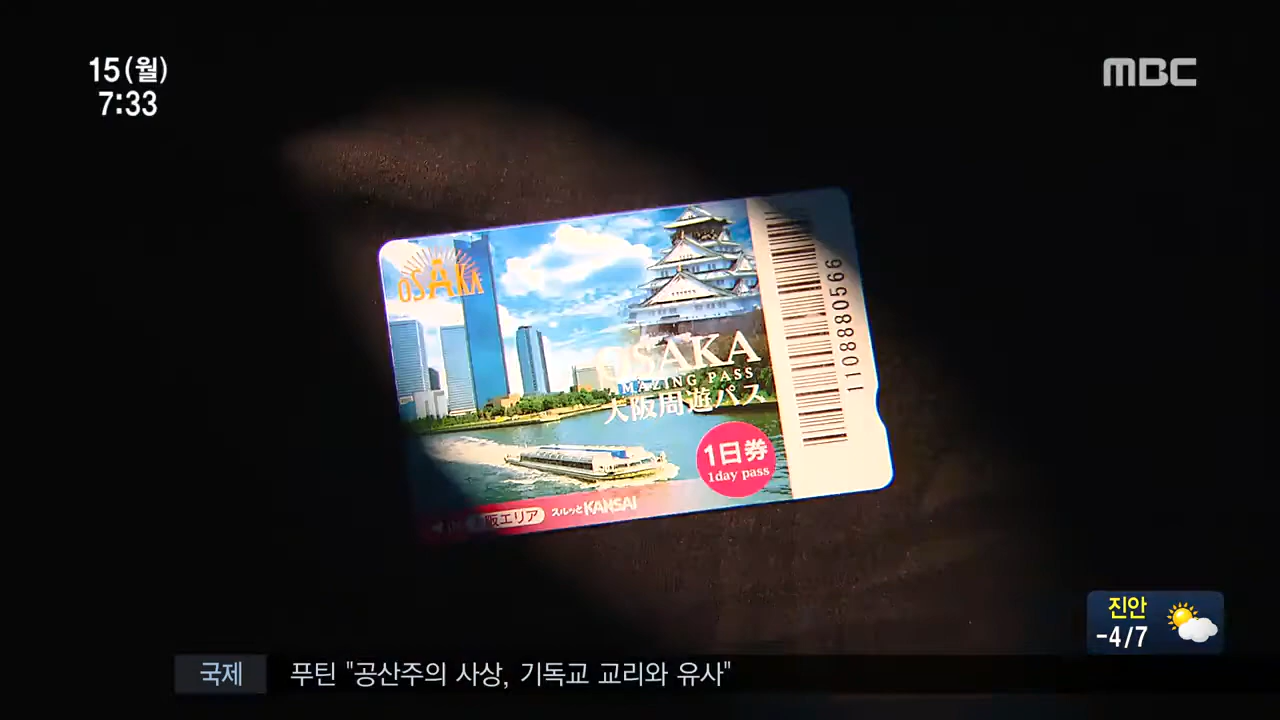 15(월)
7:33
MBC
OSAKA
OSAKA
AMAZING PASS
大阪周遊パス
1日券
1day pass
阪エリア
スルッとKANSAI
1108880566
진안
-4/7
국제
푸틴 "공산주의 사상, 기독교 교리와 유사"